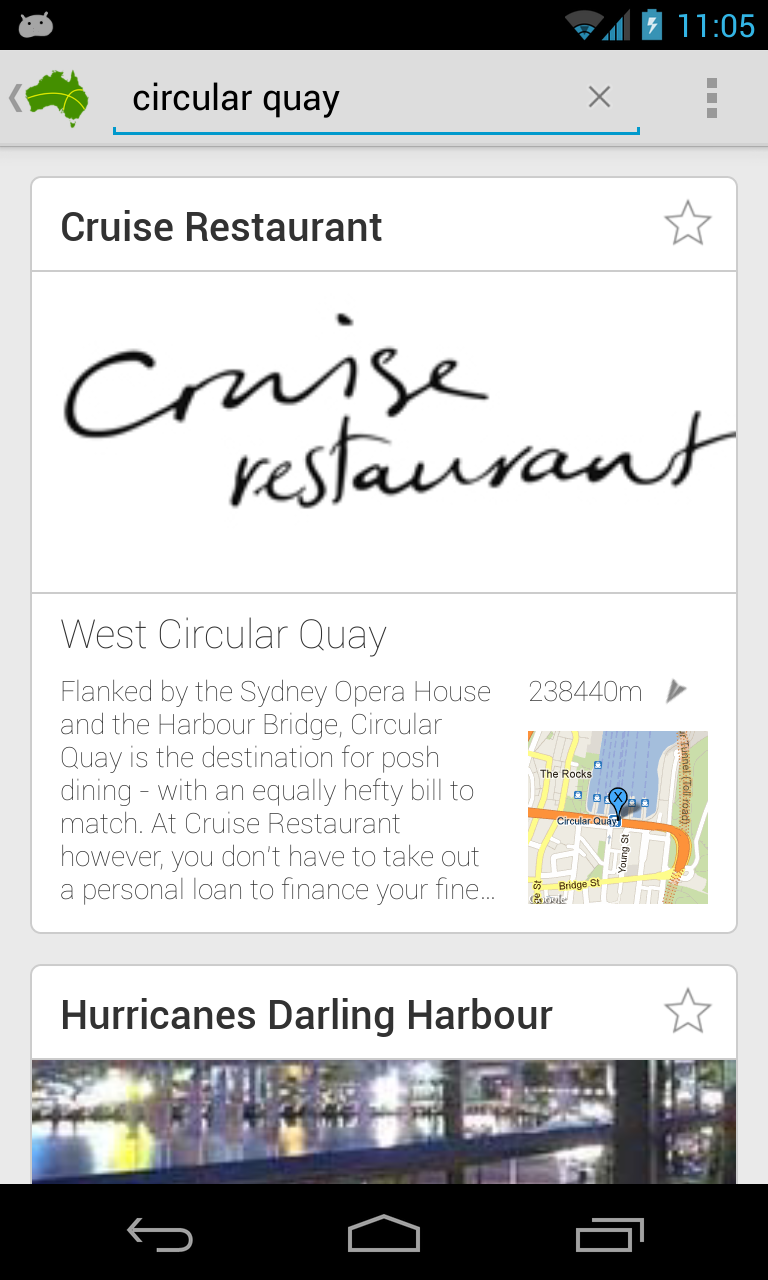 11:05
circular quay
Cruise Restaurant
Cruise
restaurant
West Circular Quay
Flanked by the Sydney Opera House
and the Harbour Bridge, Circular
Quay is the destination for posh
dining - with an equally hefty bill to
match. At Cruise Restaurant
however, you don't have to take out
a personal loan to finance your fine...
238440m
The Rocks
r Tunnel (Toll road)
X
Circular Quay
Young St
Bridge St
e St
Google
Hurricanes Darling Harbour